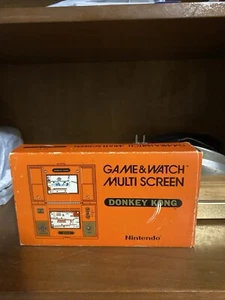 GAME&WATCH
MULTI SCREEN
DONKEY KONG
Nintendo